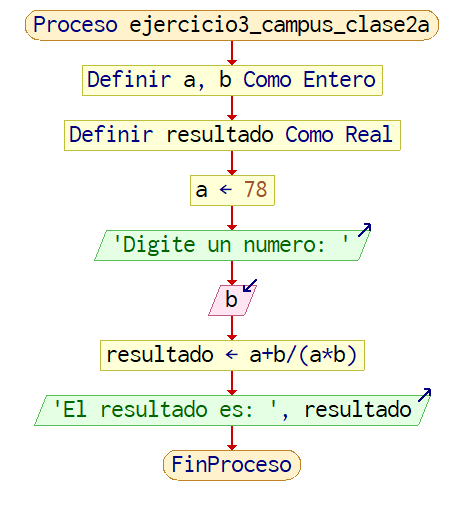 Proceso ejercicio3_campus_clase2a
Definir a, b Como Entero
Definir resultado Como Real
a ← 78
'Digite un numero: '
b
resultado ← a+b/(a*b)
'El resultado es: ', resultado
FinProceso